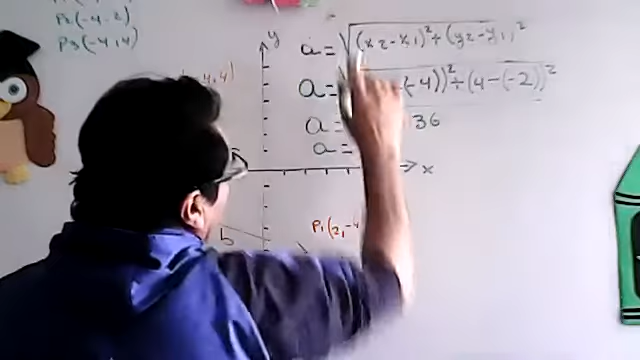 P2(-4,2)
P3(-4,4)
y
a=√(x2-x1)²+(y2-y1)²
4,4)
a= (-4))²+(4-(-2))²
a= 36
a=
x
b
P1(2,-4